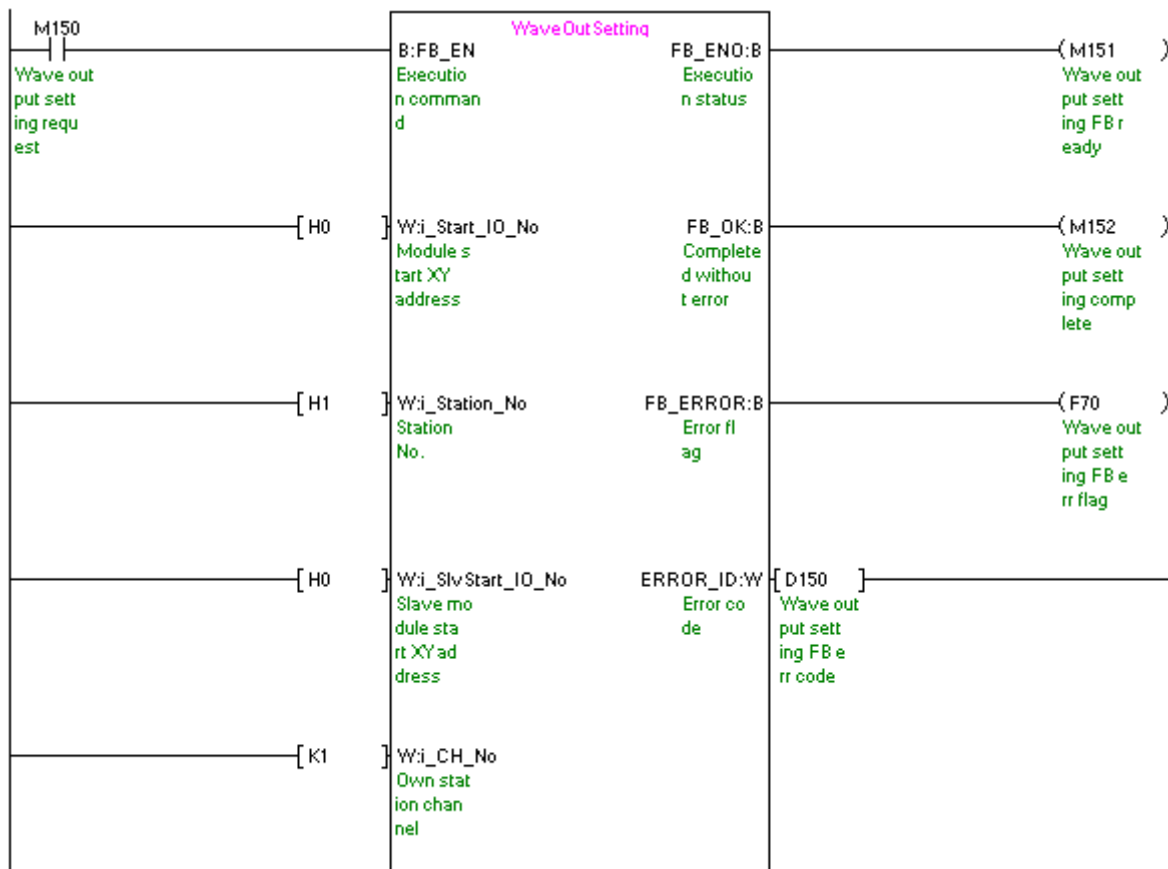 M150
WaveOutSetting
B:FB_EN
FB_ENO:B
( M151 )
Wave out
put sett
ing requ
est
Executio
n comman
d
Executio
n status
Wave out
put sett
ing FB r
eady
[ H0 ]
W:i_Start_IO_No
FB_OK:B
( M152 )
Module s
tart XY
address
Complete
d withou
t error
Wave out
put sett
ing comp
lete
[ H1 ]
W:i_Station_No
FB_ERROR:B
( F70 )
Station
No.
Error fl
ag
Wave out
put sett
ing FB e
rr flag
[ H0 ]
W:i_SlvStart_IO_No
ERROR_ID:W
[ D150 ]
Slave mo
dule sta
rt XY ad
dress
Error co
de
Wave out
put sett
ing FB e
rr code
[ K1 ]
W:i_CH_No
Own stat
ion chan
nel